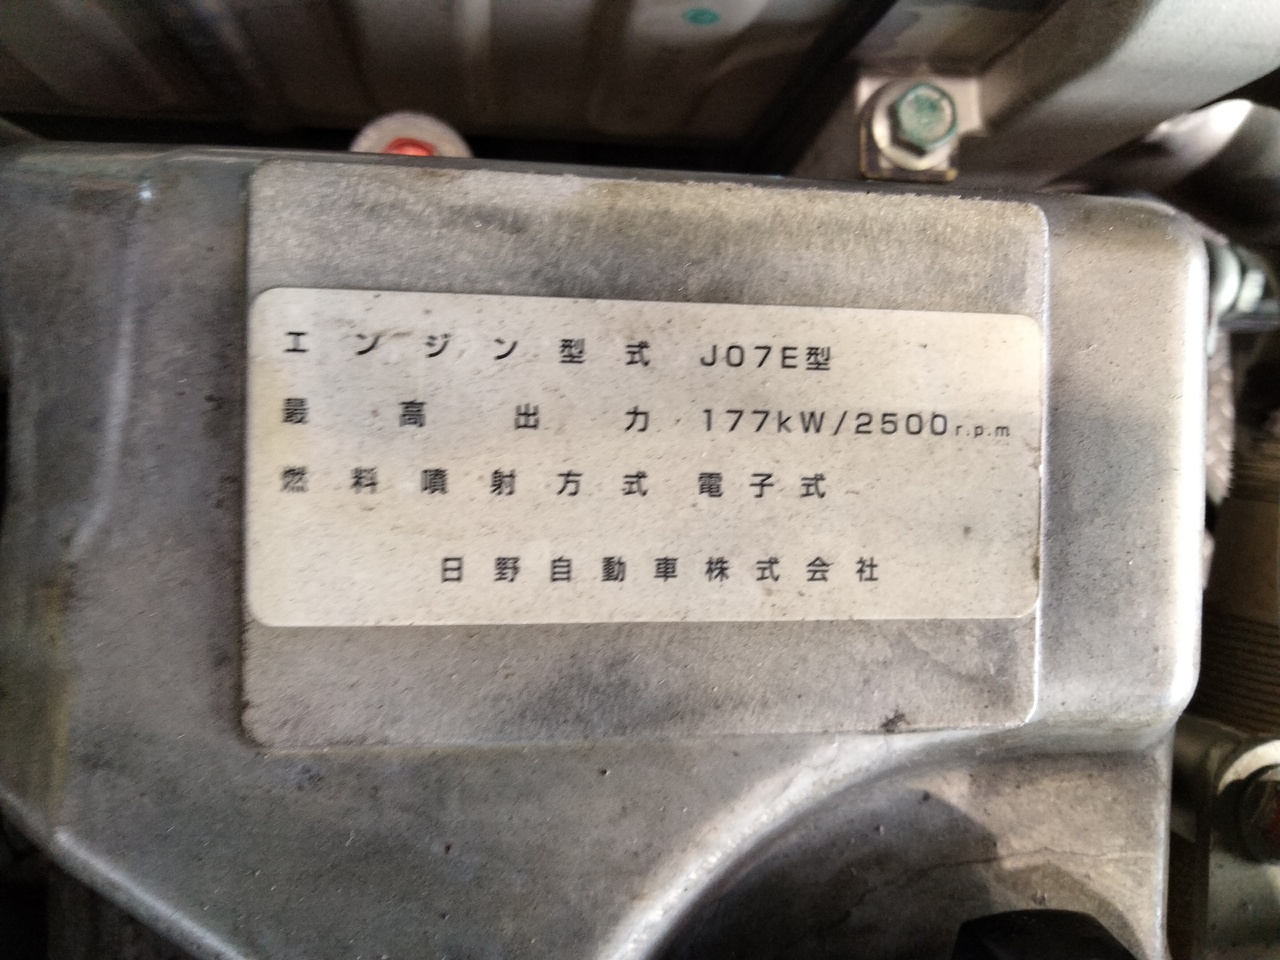 エンジン型式 J07E型
最高出力 177kW/2500r.p.m
燃料噴射方式 電子式
日野自動車株式会社